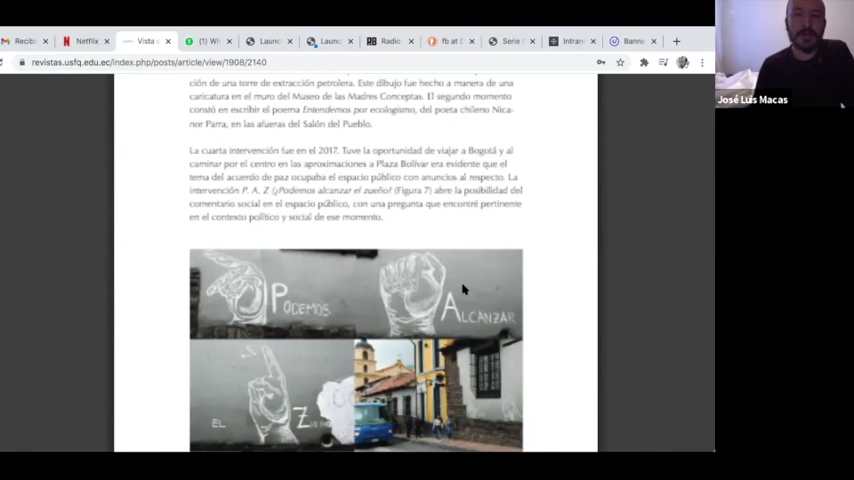 Recibe
Netflix
Vista d
(1) Wh
Launc
Launc
Radio
fb at D
Serie I
Intran
Banne
revistas.usfq.edu.ec/index.php/posts/article/view/1908/2140
José Luis Macas
ción de una torre de extracción petrolera. Este dibujo fue hecho a manera de una
caricatura en el muro del Museo de las Madres Conceptas. El segundo momento
constó en escribir el poema Entendemos por ecologismo, del poeta chileno Nica-
nor Parra, en las afueras del Salón del Pueblo.
La cuarta intervención fue en el 2017. Tuve la oportunidad de viajar a Bogotá y al
caminar por el centro en las aproximaciones a Plaza Bolívar era evidente que el
tema del acuerdo de paz ocupaba el espacio público con anuncios al respecto. La
intervención P. A. Z (¿Podemos alcanzar el zueño? (Figura 7) abre la posibilidad del
comentario social en el espacio público, con una pregunta que encontré pertinente
en el contexto político y social de ese momento.
PODEMOS
ALCANZAR
EL